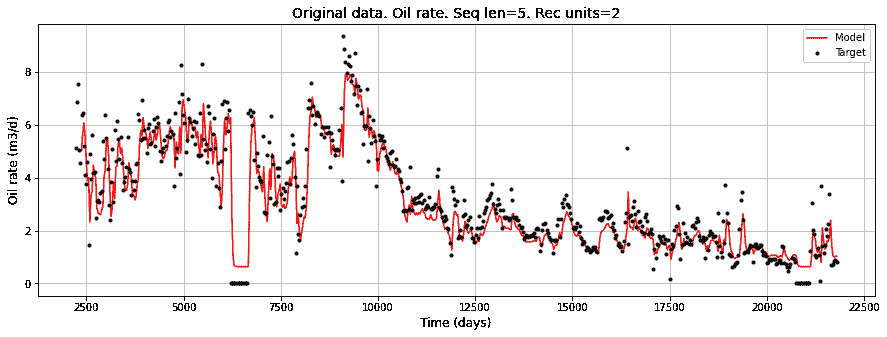 Original data. Oil rate. Seq len=5. Rec units=2
Model
Target
Oil rate (m3/d)
8
6
4
2
0
2500 5000 7500 10000 12500 15000 17500 20000 22500
Time (days)